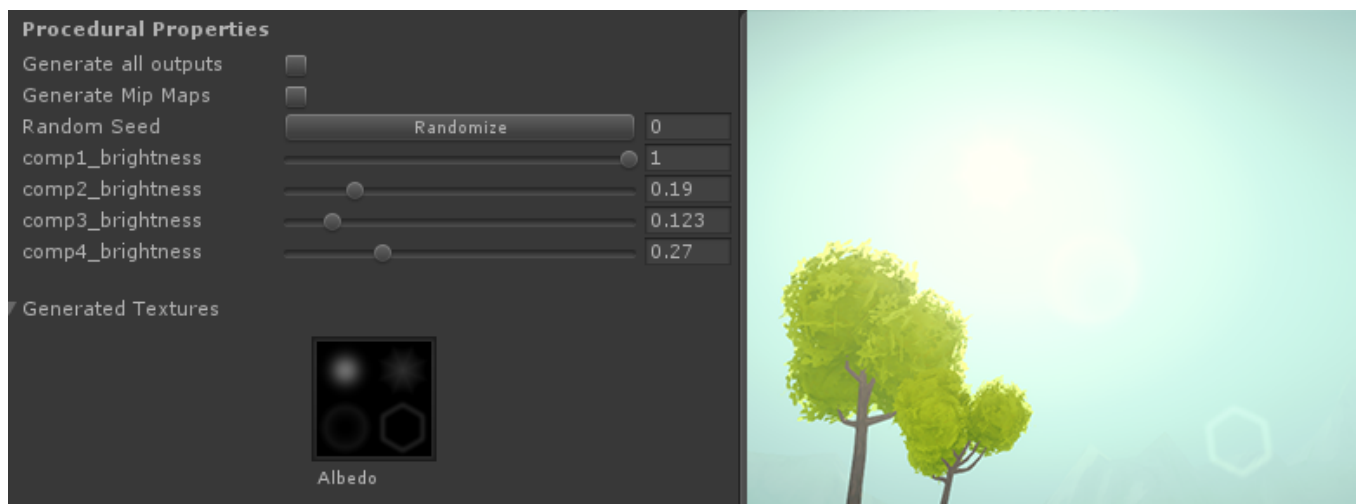 Procedural Properties
Generate all outputs
Generate Mip Maps
Random Seed Randomize 0
comp1_brightness 1
comp2_brightness 0.19
comp3_brightness 0.123
comp4_brightness 0.27
Generated Textures
Albedo